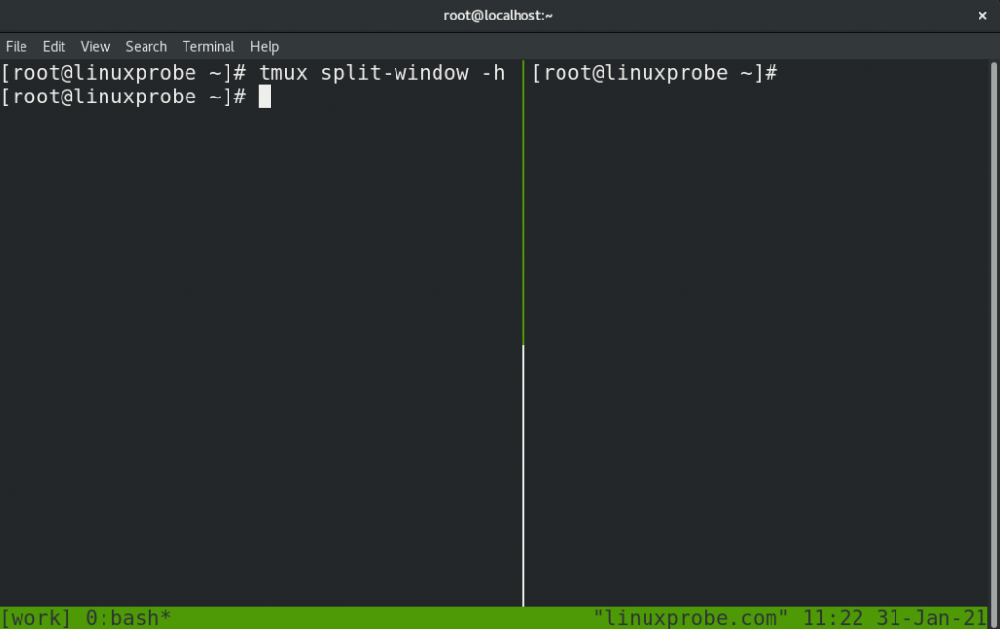 root@localhost:~ ×
File Edit View Search Terminal Help
[root@linuxprobe ~]# tmux split-window -h
[root@linuxprobe ~]#
[root@linuxprobe ~]#
[work] 0:bash* "linuxprobe.com" 11:22 31-Jan-21